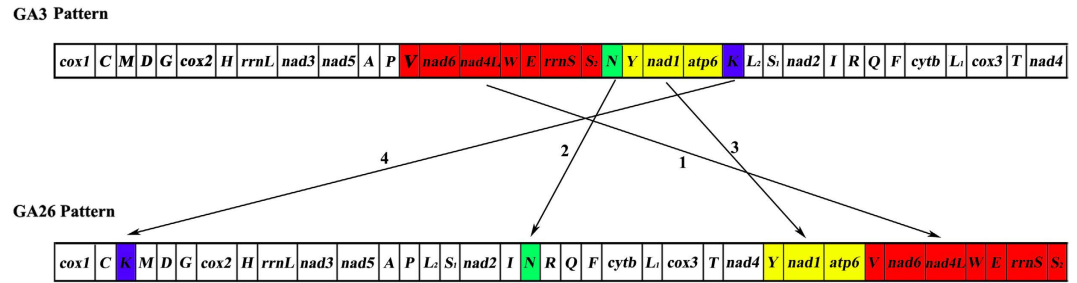 GA3 Pattern
cox1 C M D G cox2 H rrnL nad3 nad5 A P V nad6 nad4L W E rrnS S₂ N Y nad1 atp6 K L₂ S₁ nad2 I R Q F cytb L₁ cox3 T nad4
4 2 1 3
GA26 Pattern
cox1 C K M D G cox2 H rrnL nad3 nad5 A P L₂ S₁ nad2 I N R Q F cytb L₁ cox3 T nad4 Y nad1 atp6 V nad6 nad4L W E rrnS S₂